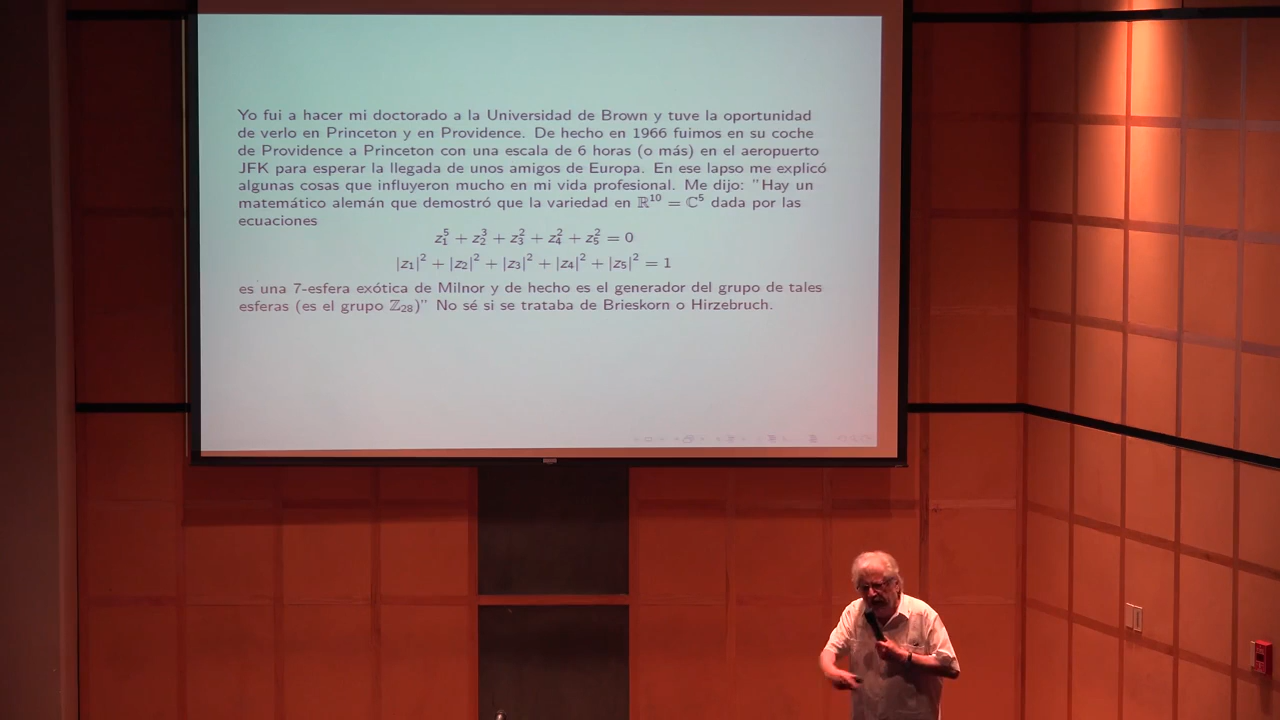 Yo fui a hacer mi doctorado a la Universidad de Brown y tuve la oportunidad
de verlo en Princeton y en Providence. De hecho en 1966 fuimos en su coche
de Providence a Princeton con una escala de 6 horas (o más) en el aeropuerto
JFK para esperar la llegada de unos amigos de Europa. En ese lapso me explicó
algunas cosas que influyeron mucho en mi vida profesional. Me dijo: "Hay un
matemático alemán que demostró que la variedad en ℝ¹⁰ = ℂ⁵ dada por las
ecuaciones
z₁⁵ + z₂³ + z₃² + z₄² + z₅² = 0
|z₁|² + |z₂|² + |z₃|² + |z₄|² + |z₅|² = 1
es una 7-esfera exótica de Milnor y de hecho es el generador del grupo de tales
esferas (es el grupo ℤ₂₈)" No sé si se trataba de Brieskorn o Hirzebruch.